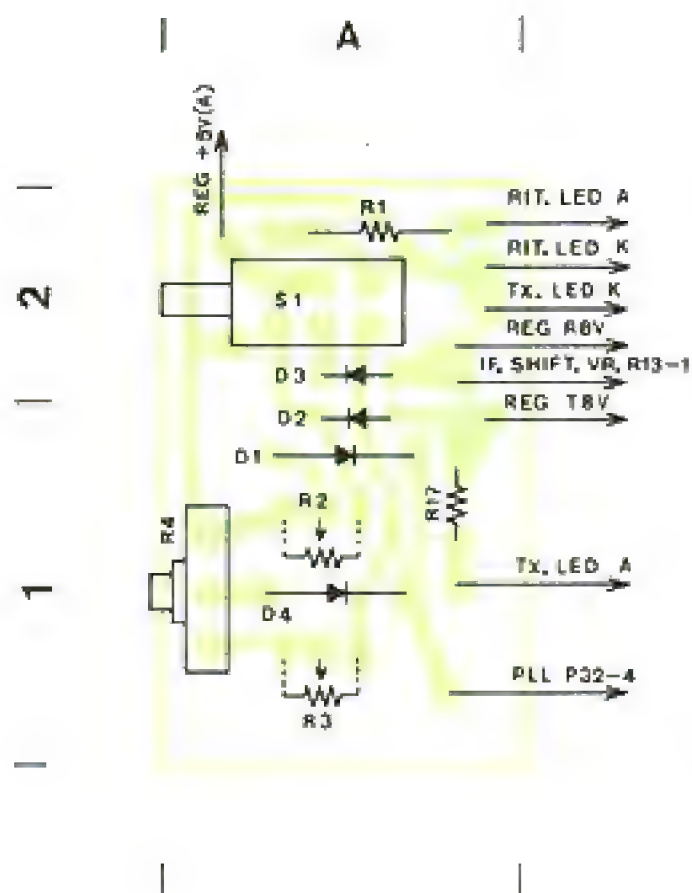 A
REG +8V(A)
RIT. LED A
R1
RIT. LED K
2
S1
TX. LED K
REG R8V
D3
IF. SHIFT. VR. R13-1
D2
REG T8V
D1
R2
R17
R4
1
TX. LED A
D4
PLL P32-4
R3